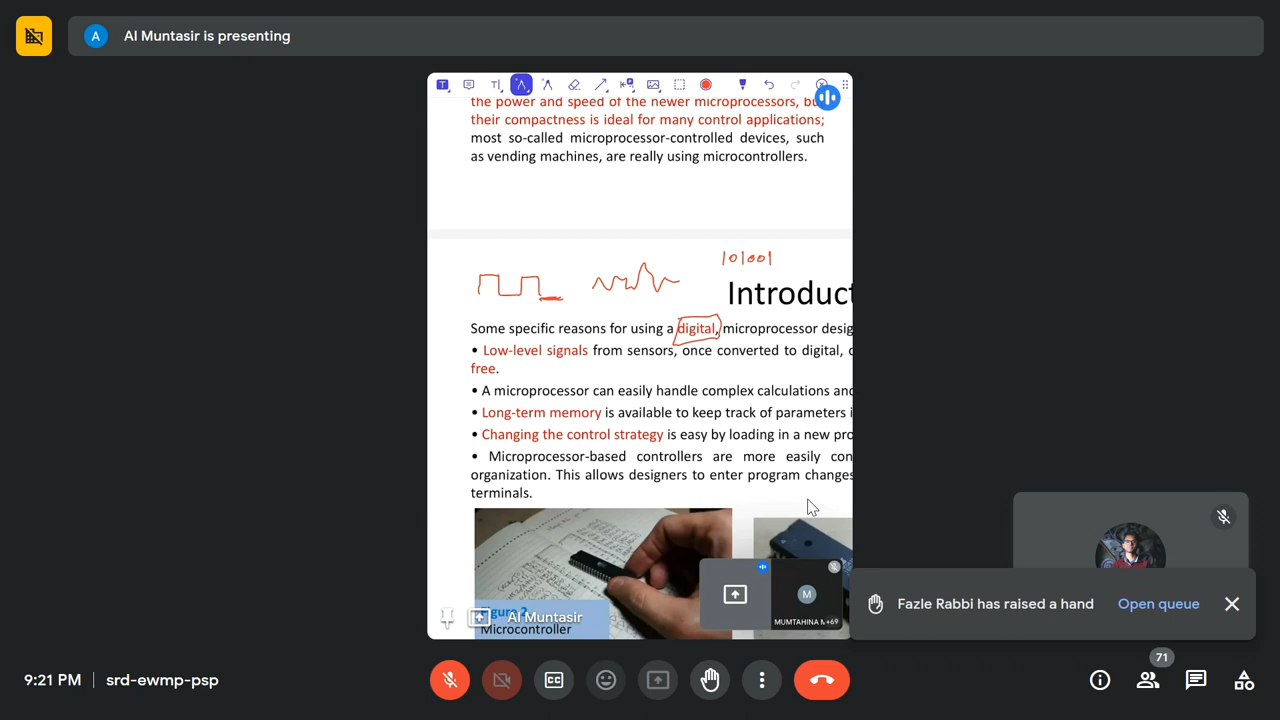 A
Al Muntasir is presenting
the power and speed of the newer microprocessors, bu
their compactness is ideal for many control applications;
most so-called microprocessor-controlled devices, such
as vending machines, are really using microcontrollers.
101001
Introduct
Some specific reasons for using a digital, microprocessor desig
• Low-level signals from sensors, once converted to digital, c
free.
• A microprocessor can easily handle complex calculations and
• Long-term memory is available to keep track of parameters i
• Changing the control strategy is easy by loading in a new pro
• Microprocessor-based controllers are more easily con
organization. This allows designers to enter program changes
terminals.
Figure 2
Al Muntasir
Microcontroller
M
MUMTAHINA M
+69
Fazle Rabbi has raised a hand
Open queue
9:21 PM | srd-ewmp-psp
CC
71